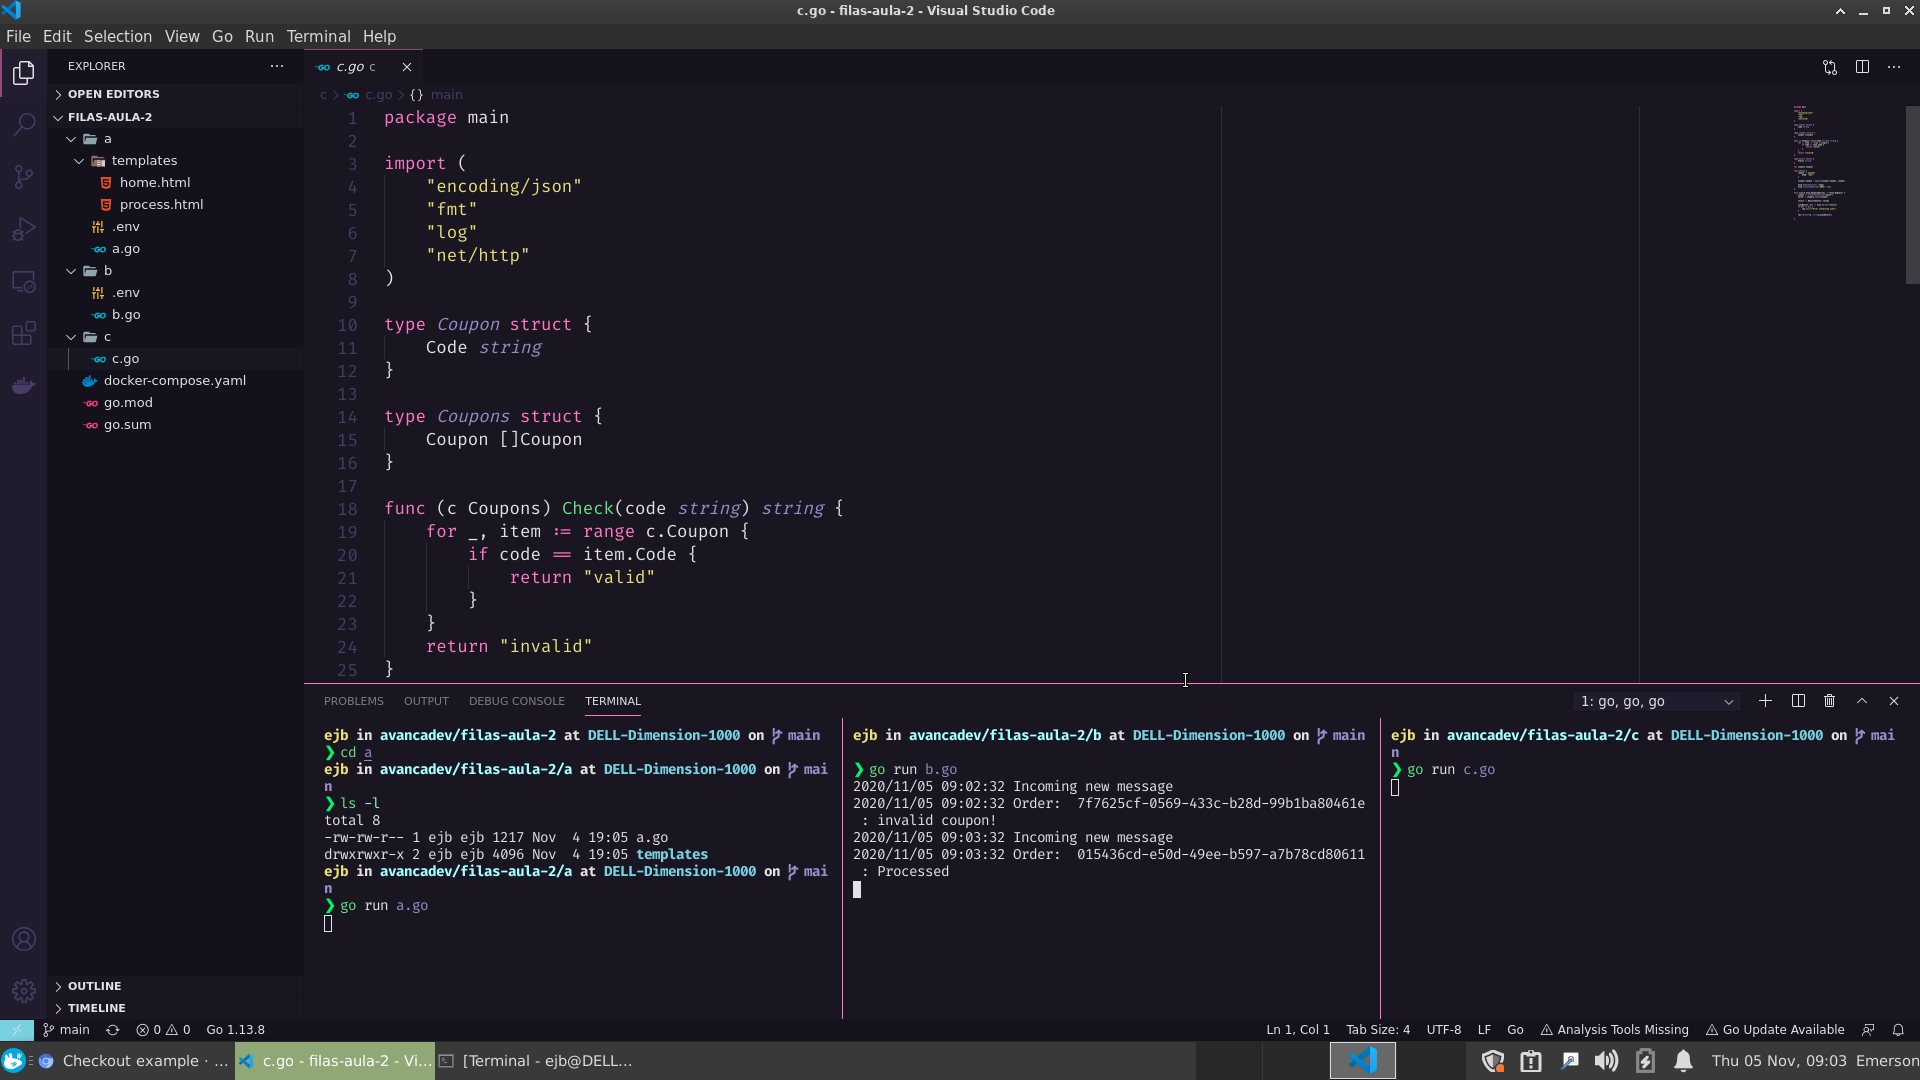 c.go - filas-aula-2 - Visual Studio Code
File Edit Selection View Go Run Terminal Help
EXPLORER
OPEN EDITORS
FILAS-AULA-2
a
templates
home.html
process.html
.env
a.go
b
.env
b.go
c
c.go
docker-compose.yaml
go.mod
go.sum
OUTLINE
TIMELINE
c.go c
c > c.go > {} main
1 package main
2
3 import (
4 "encoding/json"
5 "fmt"
6 "log"
7 "net/http"
8 )
9
10 type Coupon struct {
11 Code string
12 }
13
14 type Coupons struct {
15 Coupon []Coupon
16 }
17
18 func (c Coupons) Check(code string) string {
19 for _, item := range c.Coupon {
20 if code == item.Code {
21 return "valid"
22 }
23 }
24 return "invalid"
25 }
PROBLEMS OUTPUT DEBUG CONSOLE TERMINAL
1: go, go, go
ejb in avancadev/filas-aula-2 at DELL-Dimension-1000 on main
❯ cd a
ejb in avancadev/filas-aula-2/a at DELL-Dimension-1000 on mai
n
❯ ls -l
total 8
-rw-rw-r-- 1 ejb ejb 1217 Nov  4 19:05 a.go
drwxrwxr-x 2 ejb ejb 4096 Nov  4 19:05 templates
ejb in avancadev/filas-aula-2/a at DELL-Dimension-1000 on mai
n
❯ go run a.go
ejb in avancadev/filas-aula-2/b at DELL-Dimension-1000 on main
❯ go run b.go
2020/11/05 09:02:32 Incoming new message
2020/11/05 09:02:32 Order:  7f7625cf-0569-433c-b28d-99b1ba80461e
: invalid coupon!
2020/11/05 09:03:32 Incoming new message
2020/11/05 09:03:32 Order:  015436cd-e50d-49ee-b597-a7b78cd80611
: Processed
ejb in avancadev/filas-aula-2/c at DELL-Dimension-1000 on mai
n
❯ go run c.go
main 0 0 Go 1.13.8
Ln 1, Col 1 Tab Size: 4 UTF-8 LF Go Analysis Tools Missing Go Update Available
Checkout example · ... c.go - filas-aula-2 - Vi... [Terminal - ejb@DELL... Thu 05 Nov, 09:03 Emerson